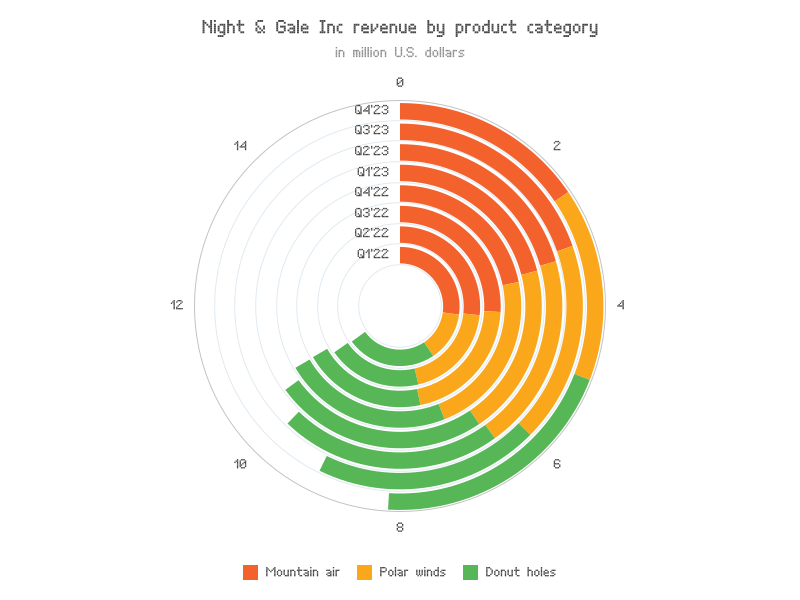 Night & Gale Inc revenue by product category
in million U.S. dollars
0
Q4'23
Q3'23
14
2
Q2'23
Q1'23
Q4'22
Q3'22
Q2'22
Q1'22
12
4
10
6
8
Mountain air
Polar winds
Donut holes